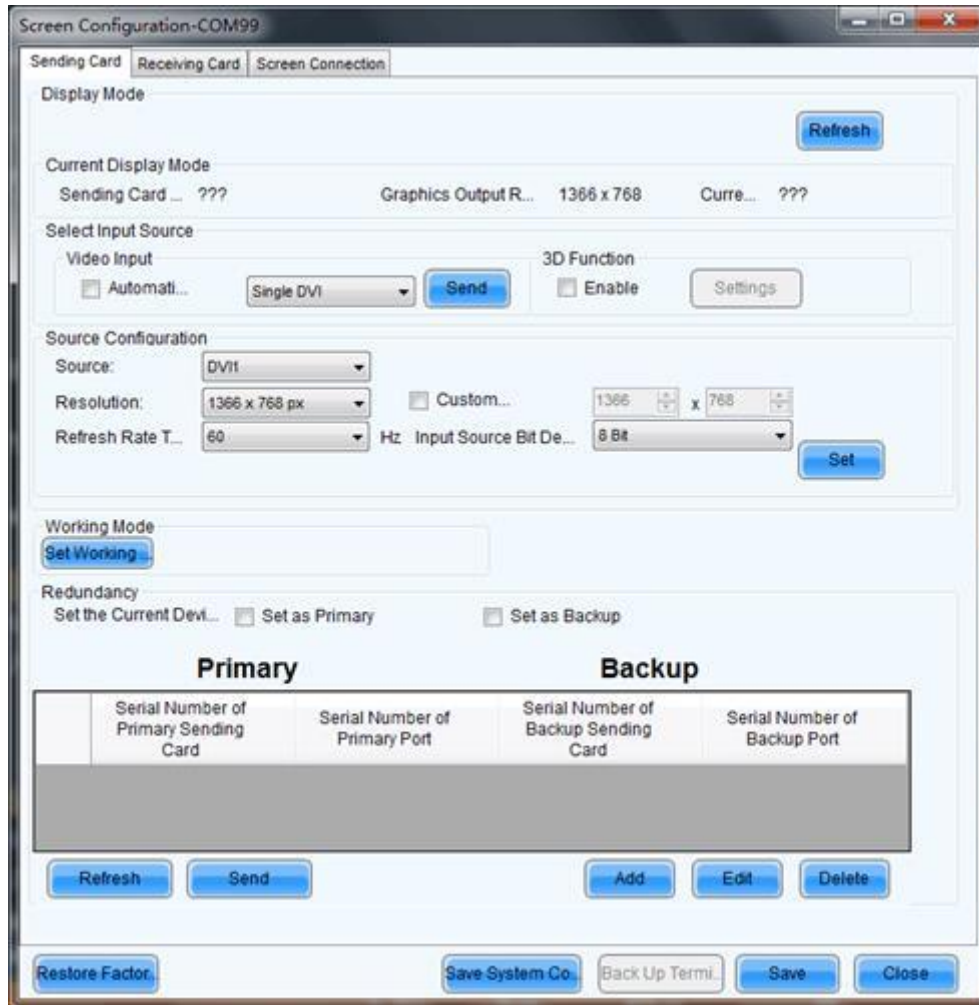 Screen Configuration-COM99
Sending Card Receiving Card Screen Connection
Display Mode
Refresh
Current Display Mode
Sending Card ... ??? Graphics Output R... 1366 x 768 Curre... ???
Select Input Source
Video Input 3D Function
Automati... Single DVI Send Enable Settings
Source Configuration
Source: DVI1
Resolution: 1366 x 768 px Custom... 1366 x 768
Refresh Rate T... 60 Hz Input Source Bit De... 8 Bit
Set
Working Mode
Set Working ...
Redundancy
Set the Current Devi... Set as Primary Set as Backup
Primary Backup
Serial Number of
Primary Sending
Card
Serial Number of
Primary Port
Serial Number of
Backup Sending
Card
Serial Number of
Backup Port
Refresh Send Add Edit Delete
Restore Factor... Save System Co... Back Up Termi... Save Close